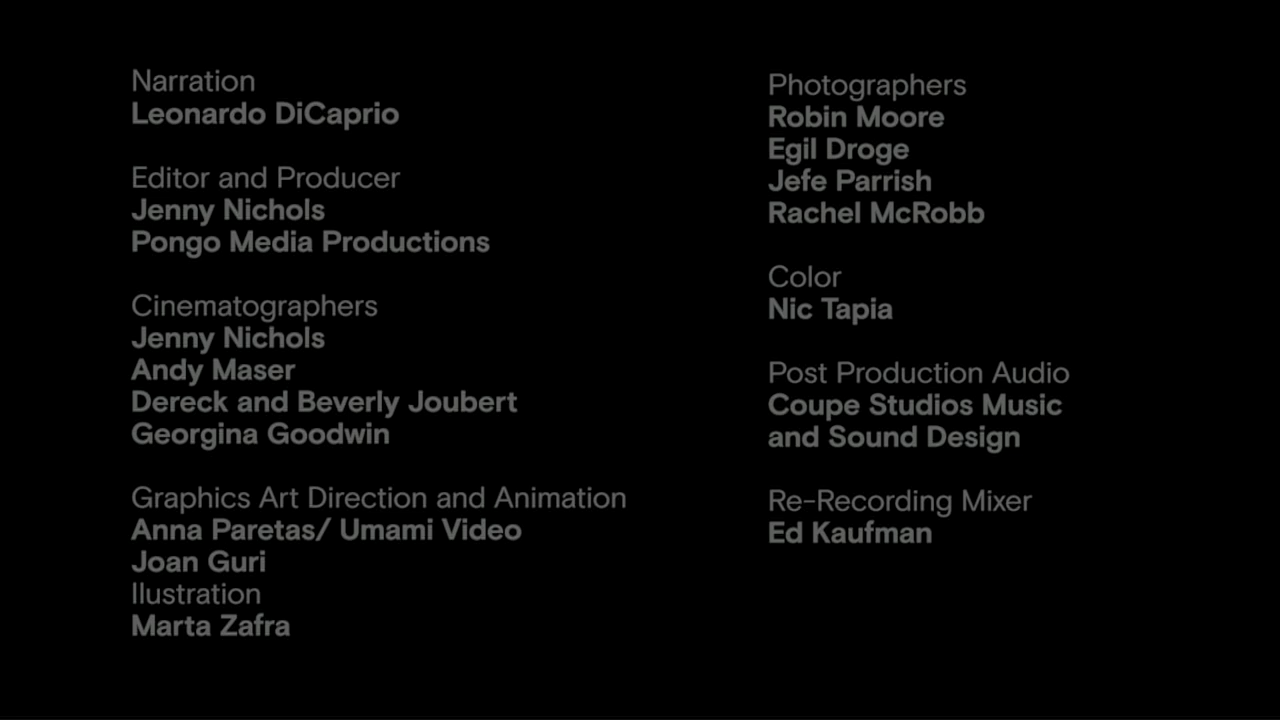 Narration
Leonardo DiCaprio
Editor and Producer
Jenny Nichols
Pongo Media Productions
Cinematographers
Jenny Nichols
Andy Maser
Dereck and Beverly Joubert
Georgina Goodwin
Graphics Art Direction and Animation
Anna Paretas/ Umami Video
Joan Guri
Ilustration
Marta Zafra
Photographers
Robin Moore
Egil Droge
Jefe Parrish
Rachel McRobb
Color
Nic Tapia
Post Production Audio
Coupe Studios Music
and Sound Design
Re-Recording Mixer
Ed Kaufman